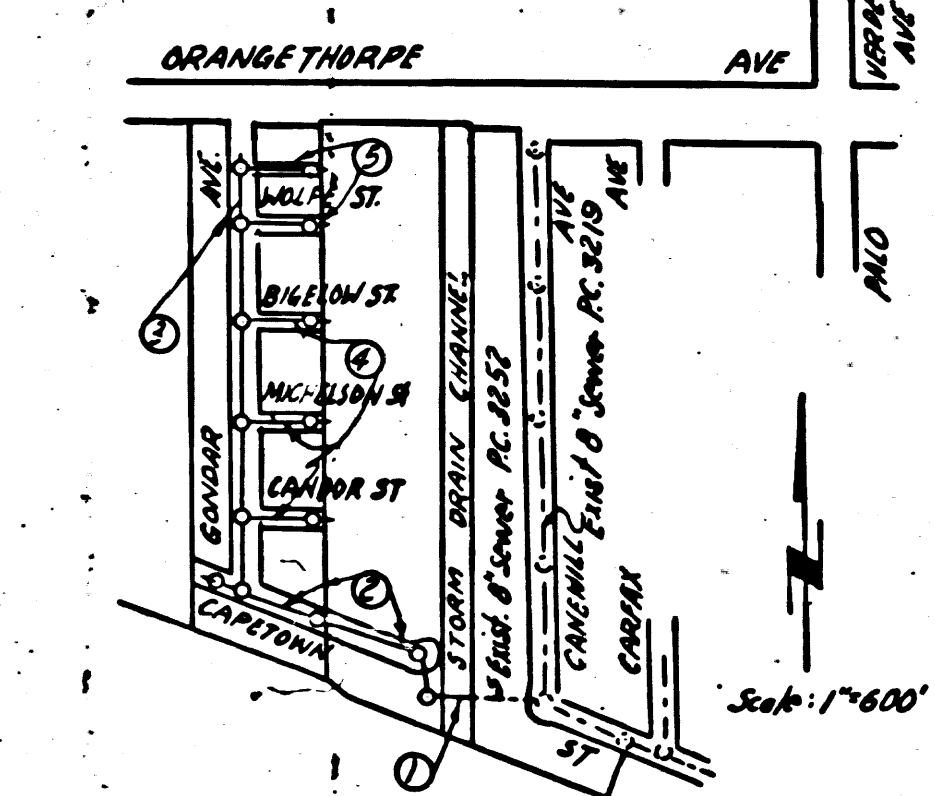 ORANGETHORPE AVE
VERDE
AVE
AVE.
5
WOLFE ST.
AVE
AVE
PALO
BIGELOW ST.
3
4
MICHELSON St
CANDOR ST
GONDAR
STORM DRAIN CHANNEL
Exist. 8" Sewer P.C. 3252
Exist 8" Sewer P.C. 3219
CANEHILL
CARFAX
2
CAPETOWN
ST
1
Scale: 1"=600'